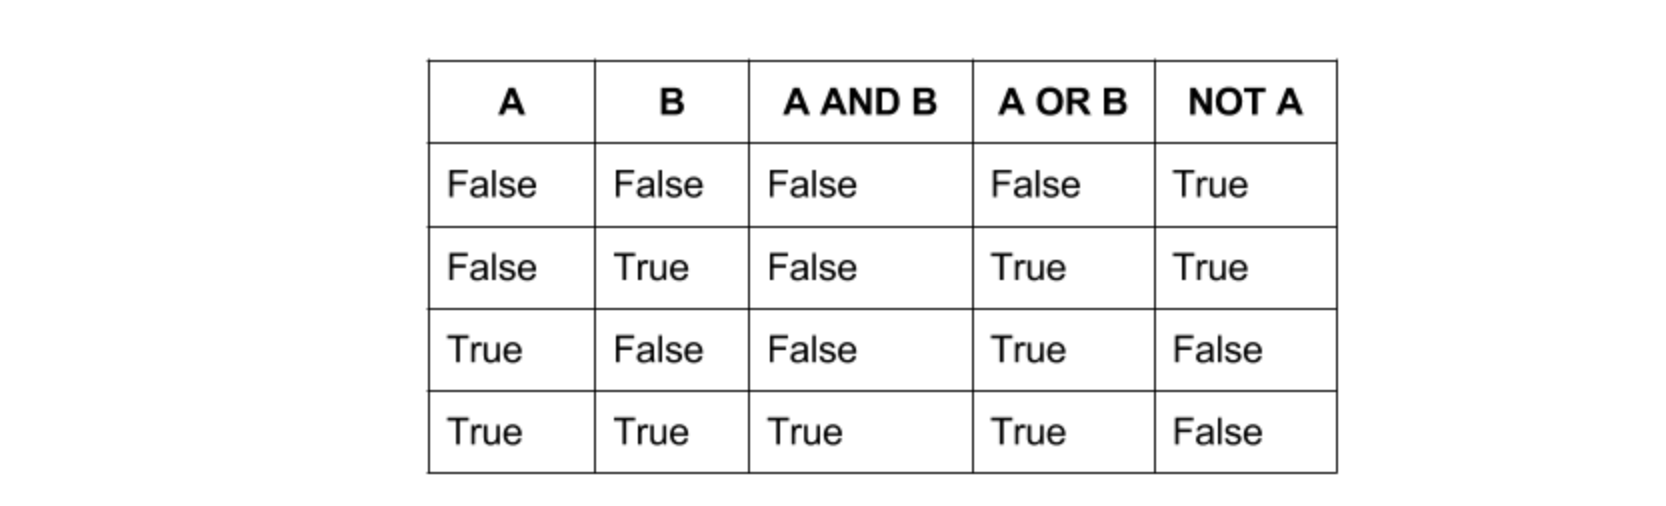 A B A AND B A OR B NOT A
False False False False True
False True False True True
True False False True False
True True True True False